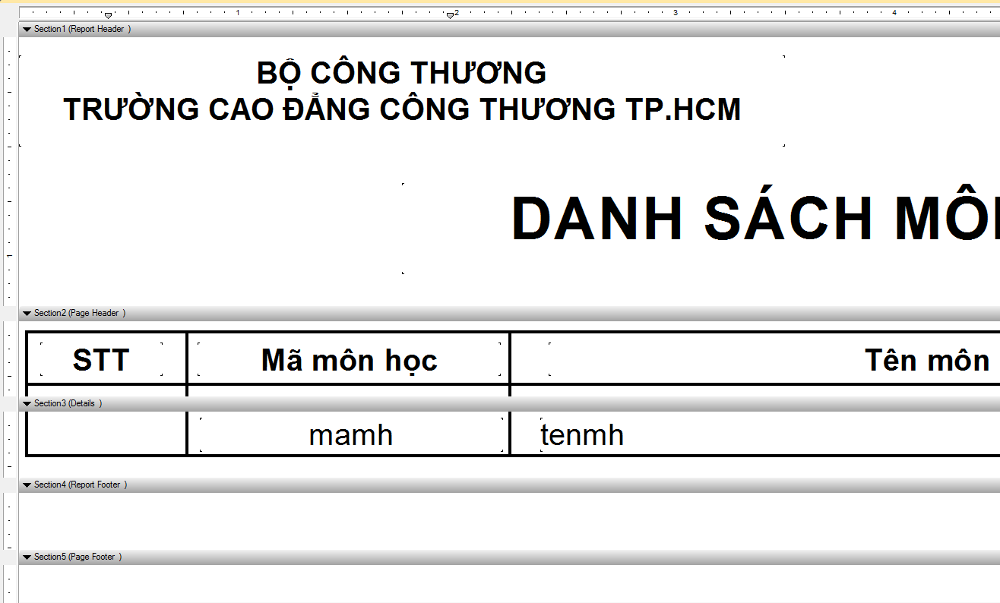 1 2 3 4
Section1 (Report Header )
BỘ CÔNG THƯƠNG
TRƯỜNG CAO ĐẲNG CÔNG THƯƠNG TP.HCM
DANH SÁCH MÔ
1
Section2 (Page Header )
STT Mã môn học Tên môn
Section3 (Details )
mamh tenmh
Section4 (Report Footer )
Section5 (Page Footer )